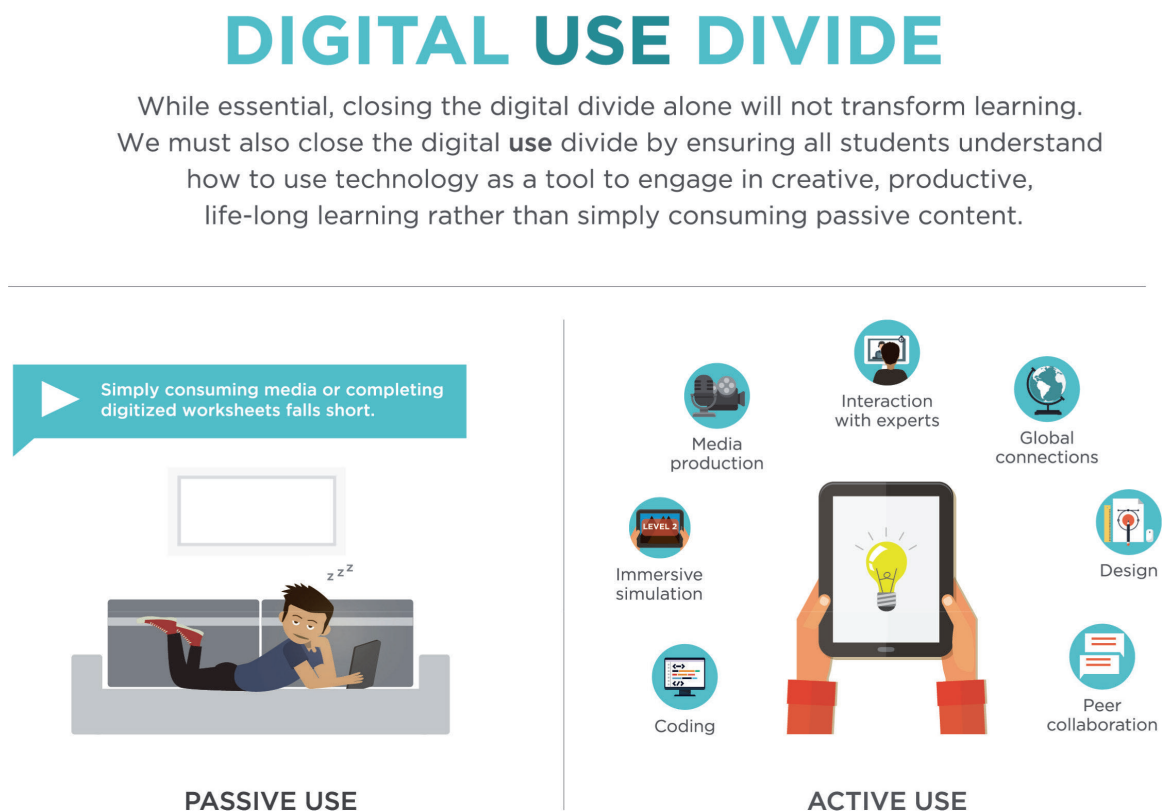 DIGITAL USE DIVIDE
While essential, closing the digital divide alone will not transform learning.
We must also close the digital use divide by ensuring all students understand
how to use technology as a tool to engage in creative, productive,
life-long learning rather than simply consuming passive content.
Simply consuming media or completing
digitized worksheets falls short.
z z z
PASSIVE USE
Interaction
with experts
Media
production
Global
connections
LEVEL 2
Immersive
simulation
Design
<-->
</>
Coding
Peer
collaboration
ACTIVE USE